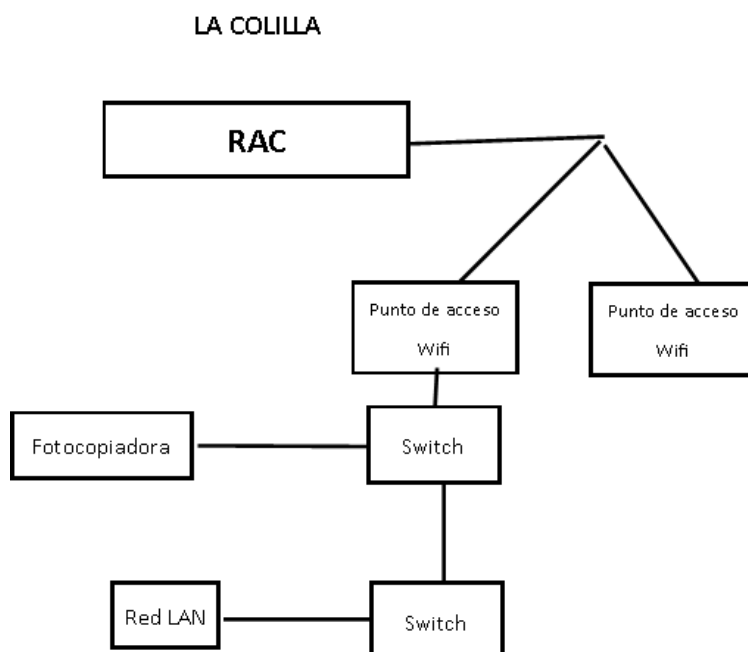 LA COLILLA
RAC
Punto de acceso
Wifi
Punto de acceso
Wifi
Fotocopiadora
Switch
Red LAN
Switch